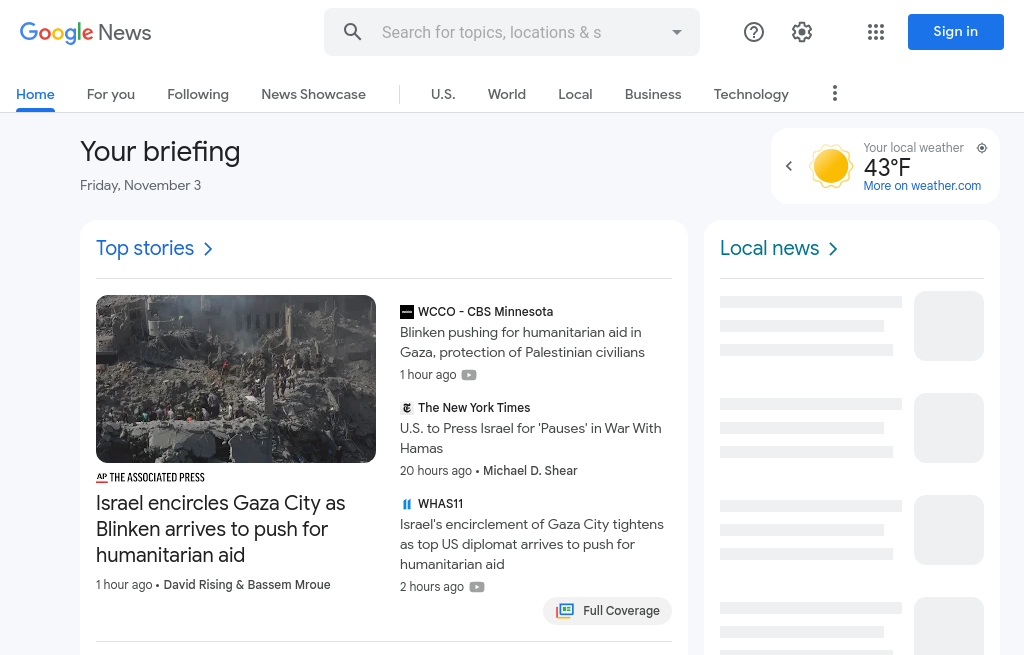 Google News
Search for topics, locations & s
Sign in
Home
For you
Following
News Showcase
U.S.
World
Local
Business
Technology
Your briefing
Friday, November 3
Your local weather
43°F
More on weather.com
Top stories
THE ASSOCIATED PRESS
AP
Israel encircles Gaza City as
Blinken arrives to push for
humanitarian aid
1 hour ago • David Rising & Bassem Mroue
WCCO - CBS Minnesota
Blinken pushing for humanitarian aid in
Gaza, protection of Palestinian civilians
1 hour ago
The New York Times
U.S. to Press Israel for 'Pauses' in War With
Hamas
20 hours ago • Michael D. Shear
WHAS11
Israel's encirclement of Gaza City tightens
as top US diplomat arrives to push for
humanitarian aid
2 hours ago
Full Coverage
Local news